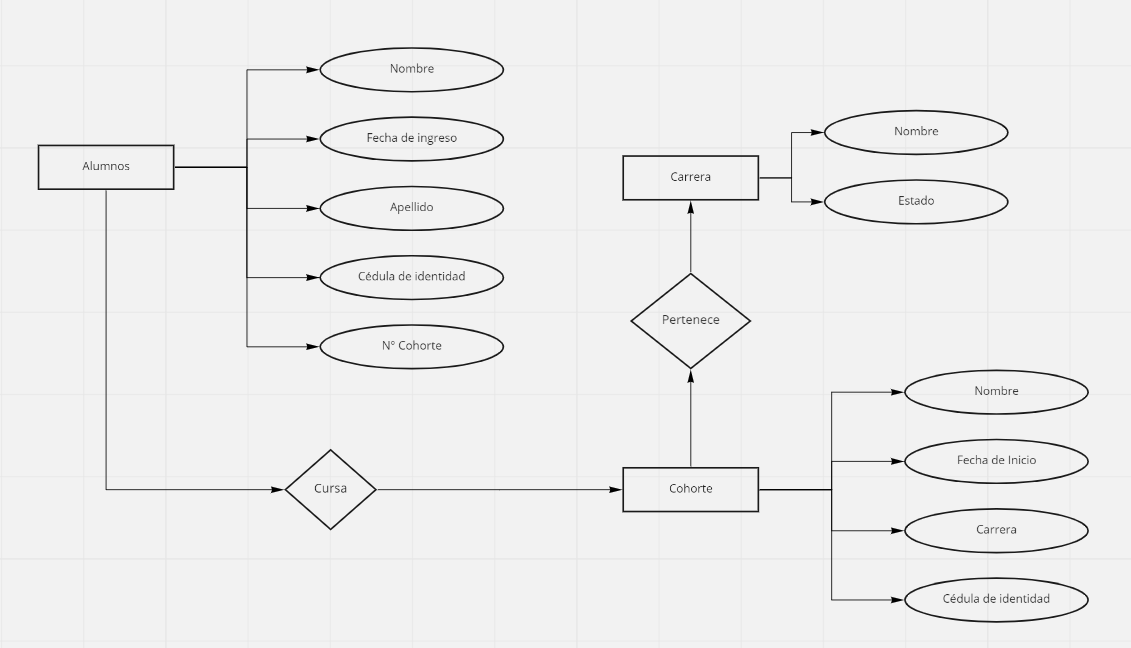 Nombre
Fecha de ingreso
Alumnos
Apellido
Cédula de identidad
N° Cohorte
Cursa
Nombre
Carrera
Estado
Pertenece
Nombre
Fecha de Inicio
Cohorte
Carrera
Cédula de identidad